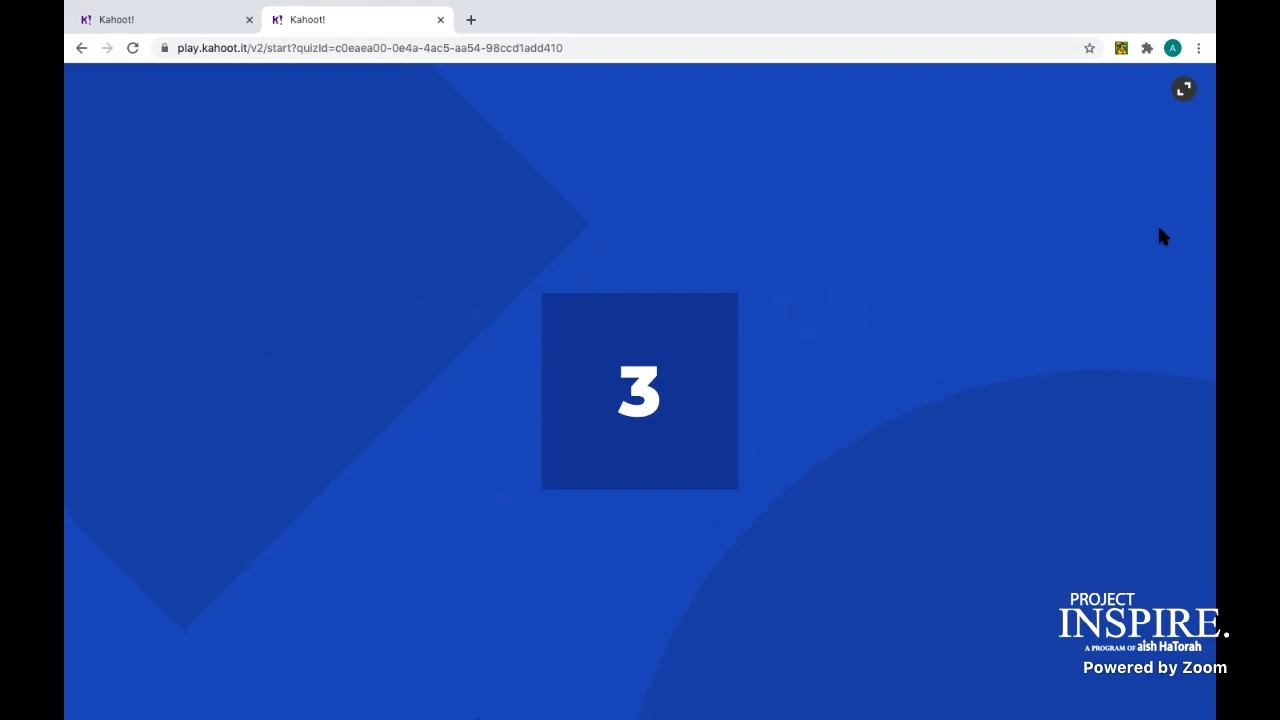 Kahoot!
Kahoot!
play.kahoot.it/v2/start?quizId=c0eaea00-0e4a-4ac5-aa54-98ccd1add410
A
3
PROJECT
INSPIRE.
A PROGRAM OF aish HaTorah
Powered by Zoom